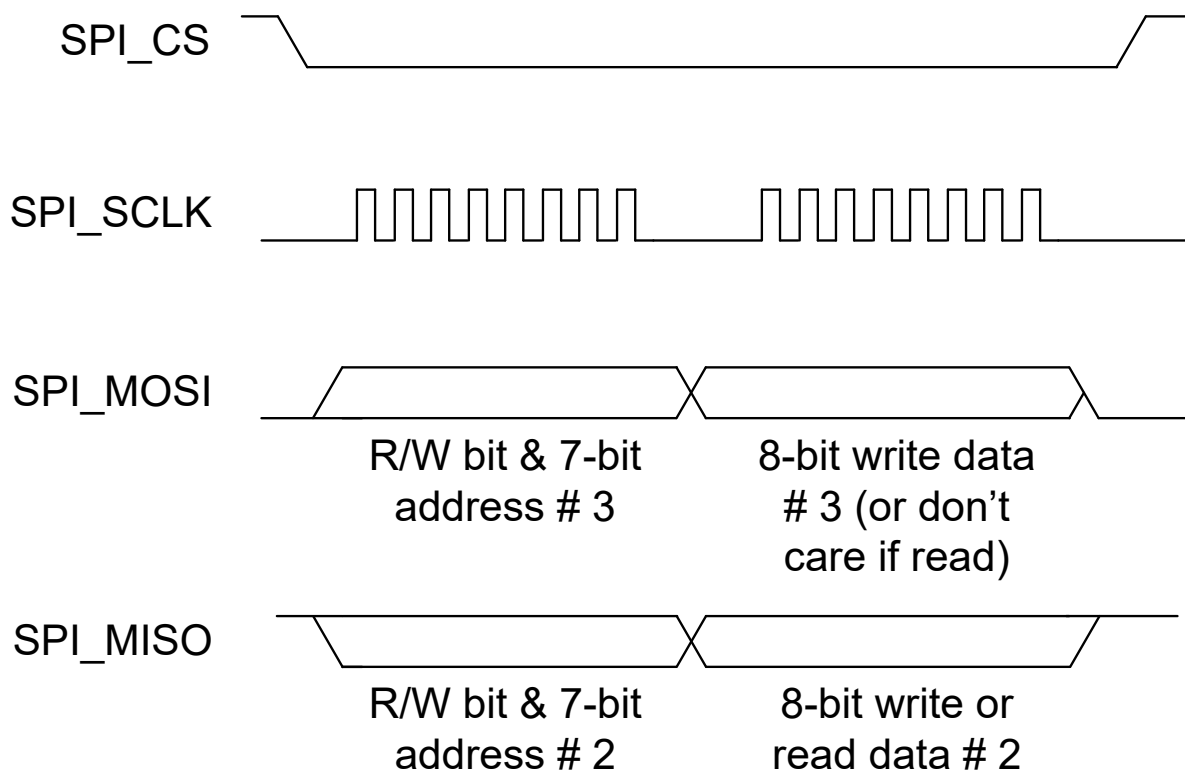 SPI_CS
SPI_SCLK
SPI_MOSI
R/W bit & 7-bit
address # 3
8-bit write data
# 3 (or don’t
care if read)
SPI_MISO
R/W bit & 7-bit
address # 2
8-bit write or
read data # 2